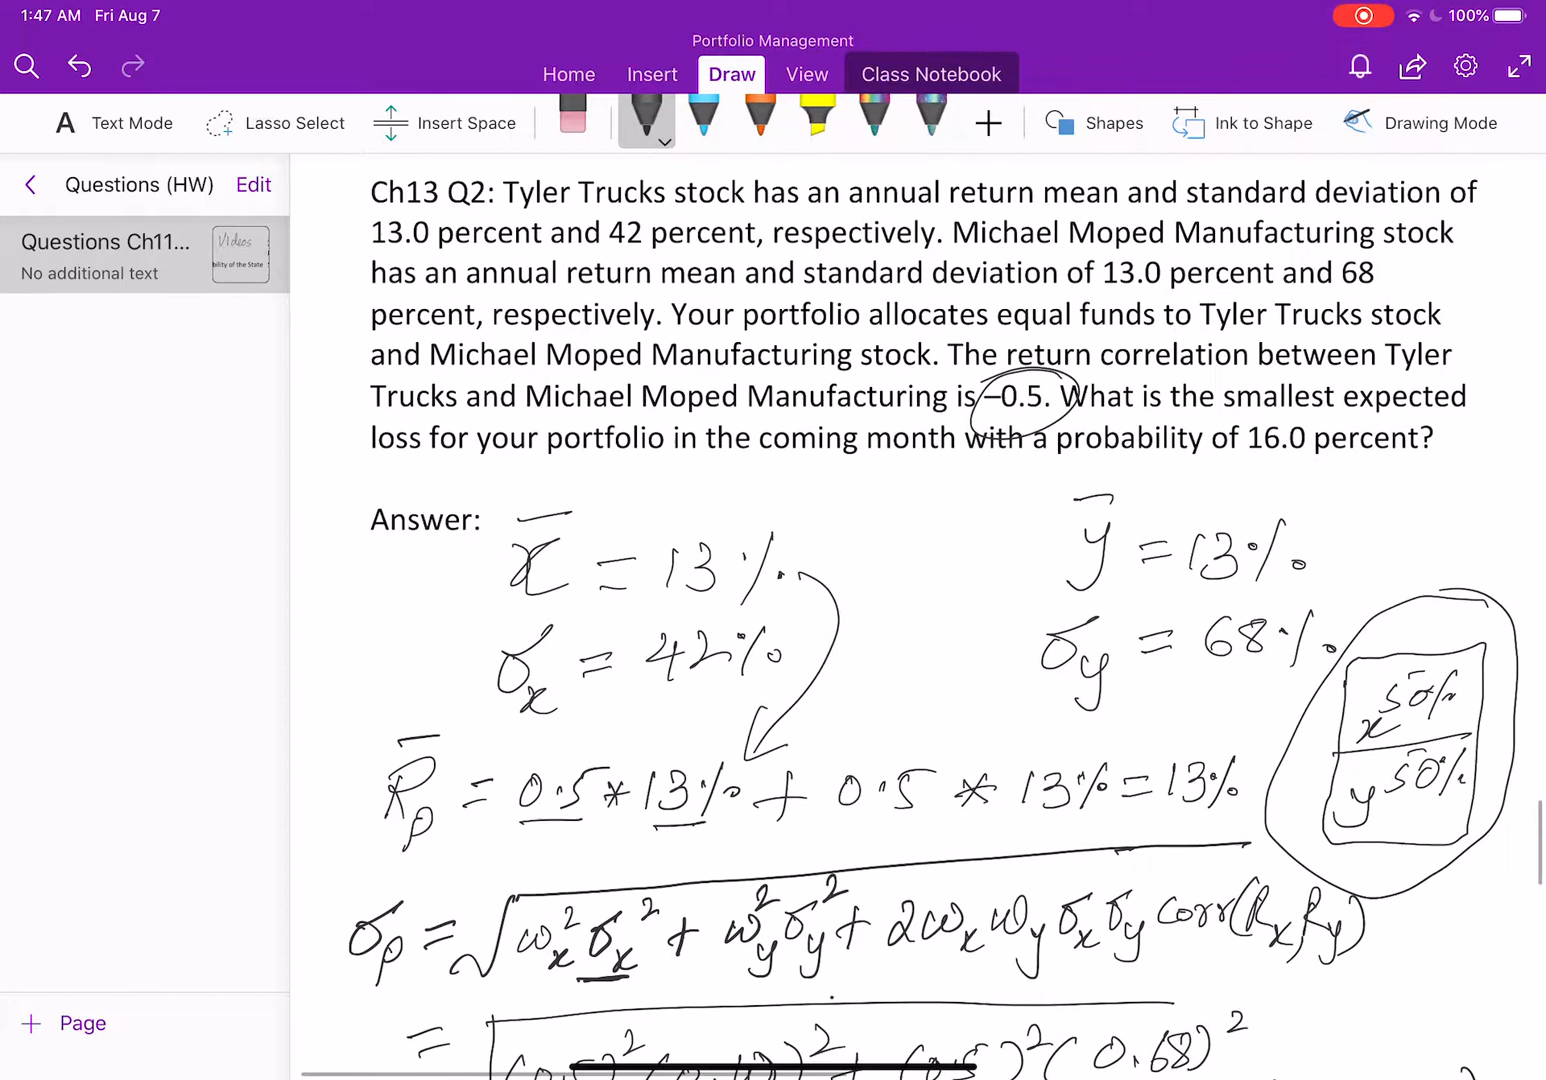 1:47 AM Fri Aug 7
100%
Portfolio Management
Home Insert Draw View Class Notebook
A Text Mode Lasso Select Insert Space Shapes Ink to Shape Drawing Mode
Questions (HW) Edit
Questions Ch11...
No additional text
Videos
bility of the State
+ Page
Ch13 Q2: Tyler Trucks stock has an annual return mean and standard deviation of
13.0 percent and 42 percent, respectively. Michael Moped Manufacturing stock
has an annual return mean and standard deviation of 13.0 percent and 68
percent, respectively. Your portfolio allocates equal funds to Tyler Trucks stock
and Michael Moped Manufacturing stock. The return correlation between Tyler
Trucks and Michael Moped Manufacturing is –0.5. What is the smallest expected
loss for your portfolio in the coming month with a probability of 16.0 percent?
Answer:
x̄ = 13%
ȳ = 13%
σx = 42%
σy = 68%
x 50%
y 50%
R̄p = 0.5 * 13% + 0.5 * 13% = 13%
σp = √ωx² σx² + ωy² σy² + 2ωx ωy σx σy corr(Rx, Ry)
= (0.68)²